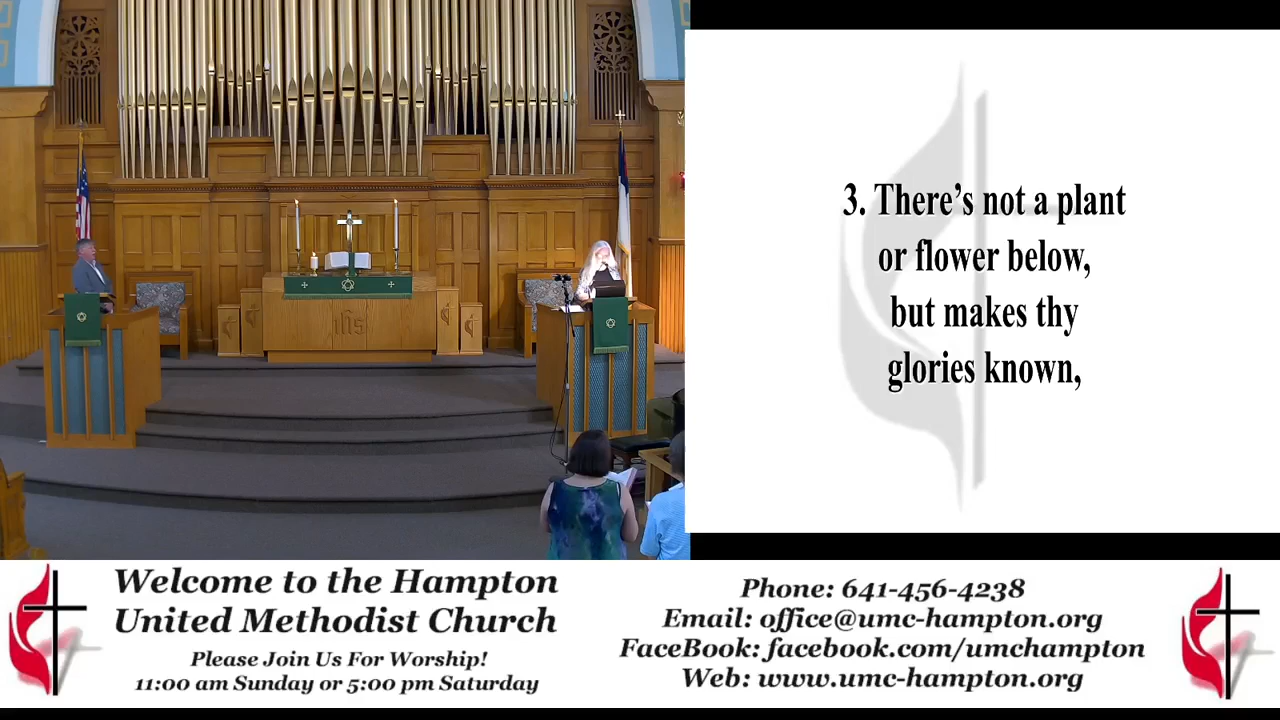 3. There's not a plant
or flower below,
but makes thy
glories known,
IHS
Welcome to the Hampton
United Methodist Church
Please Join Us For Worship!
11:00 am Sunday or 5:00 pm Saturday
Phone: 641-456-4238
Email: office@umc-hampton.org
FaceBook: facebook.com/umchampton
Web: www.umc-hampton.org